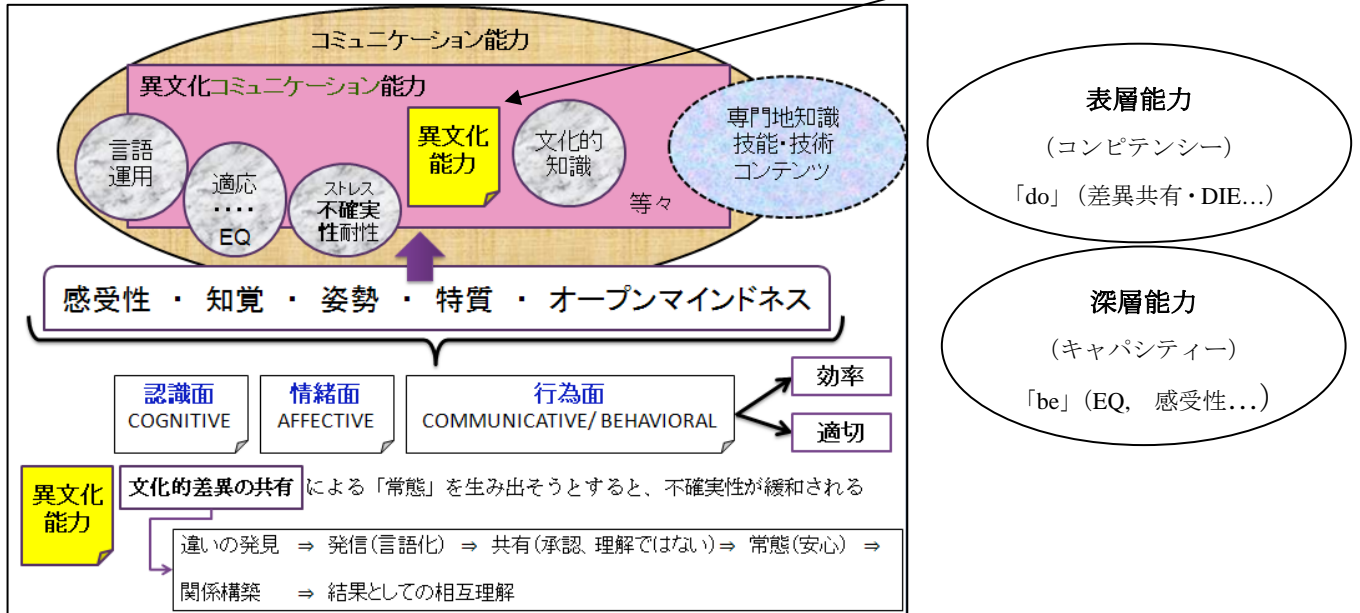 コミュニケーション能力
異文化コミュニケーション能力
言語
運用
適応
・・・・
EQ
ストレス
不確実
性耐性
異文化
能力
文化的
知識
等々
専門地知識
技能・技術
コンテンツ
感受性 ・ 知覚 ・ 姿勢 ・ 特質 ・ オープンマインドネス
認識面
COGNITIVE
情緒面
AFFECTIVE
行為面
COMMUNICATIVE/ BEHAVIORAL
効率
適切
異文化
能力
文化的差異の共有 による「常態」を生み出そうとすると、不確実性が緩和される
違いの発見 ⇒ 発信(言語化) ⇒ 共有(承認、理解ではない)⇒ 常態(安心) ⇒
関係構築 ⇒ 結果としての相互理解
表層能力
(コンピテンシー)
「do」(差異共有・DIE…)
深層能力
(キャパシティー)
「be」(EQ, 感受性…)